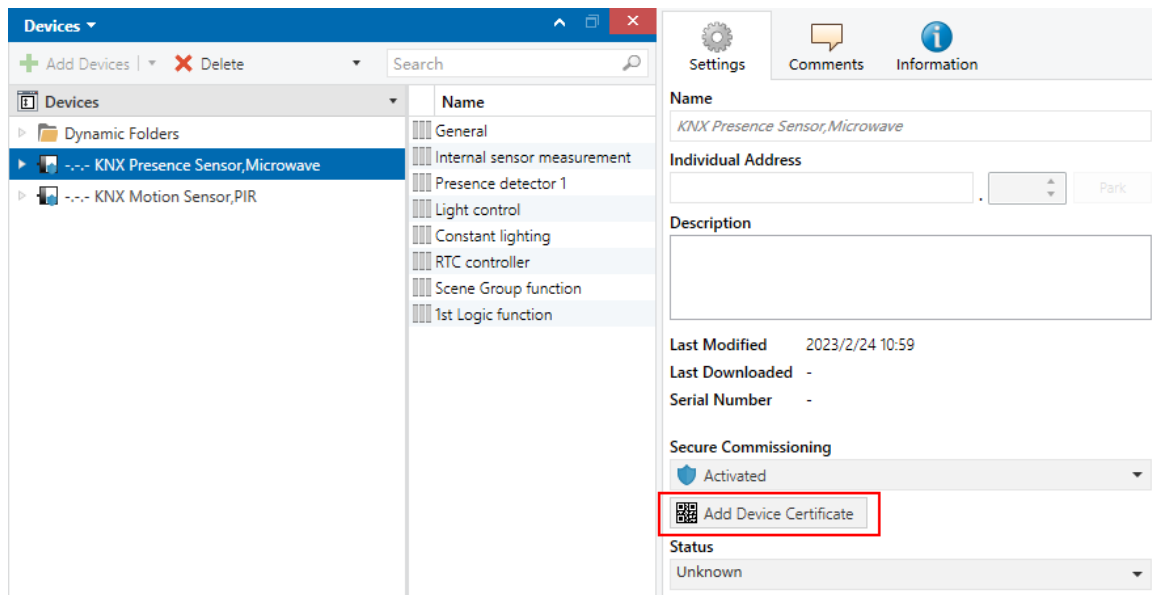 Devices
Add Devices
Delete
Search
Devices
Dynamic Folders
-.-.- KNX Presence Sensor,Microwave
-.-.- KNX Motion Sensor,PIR
Name
General
Internal sensor measurement
Presence detector 1
Light control
Constant lighting
RTC controller
Scene Group function
1st Logic function
Settings
Comments
Information
Name
KNX Presence Sensor,Microwave
Individual Address
. Park
Description
Last Modified 2023/2/24 10:59
Last Downloaded -
Serial Number -
Secure Commissioning
Activated
Add Device Certificate
Status
Unknown